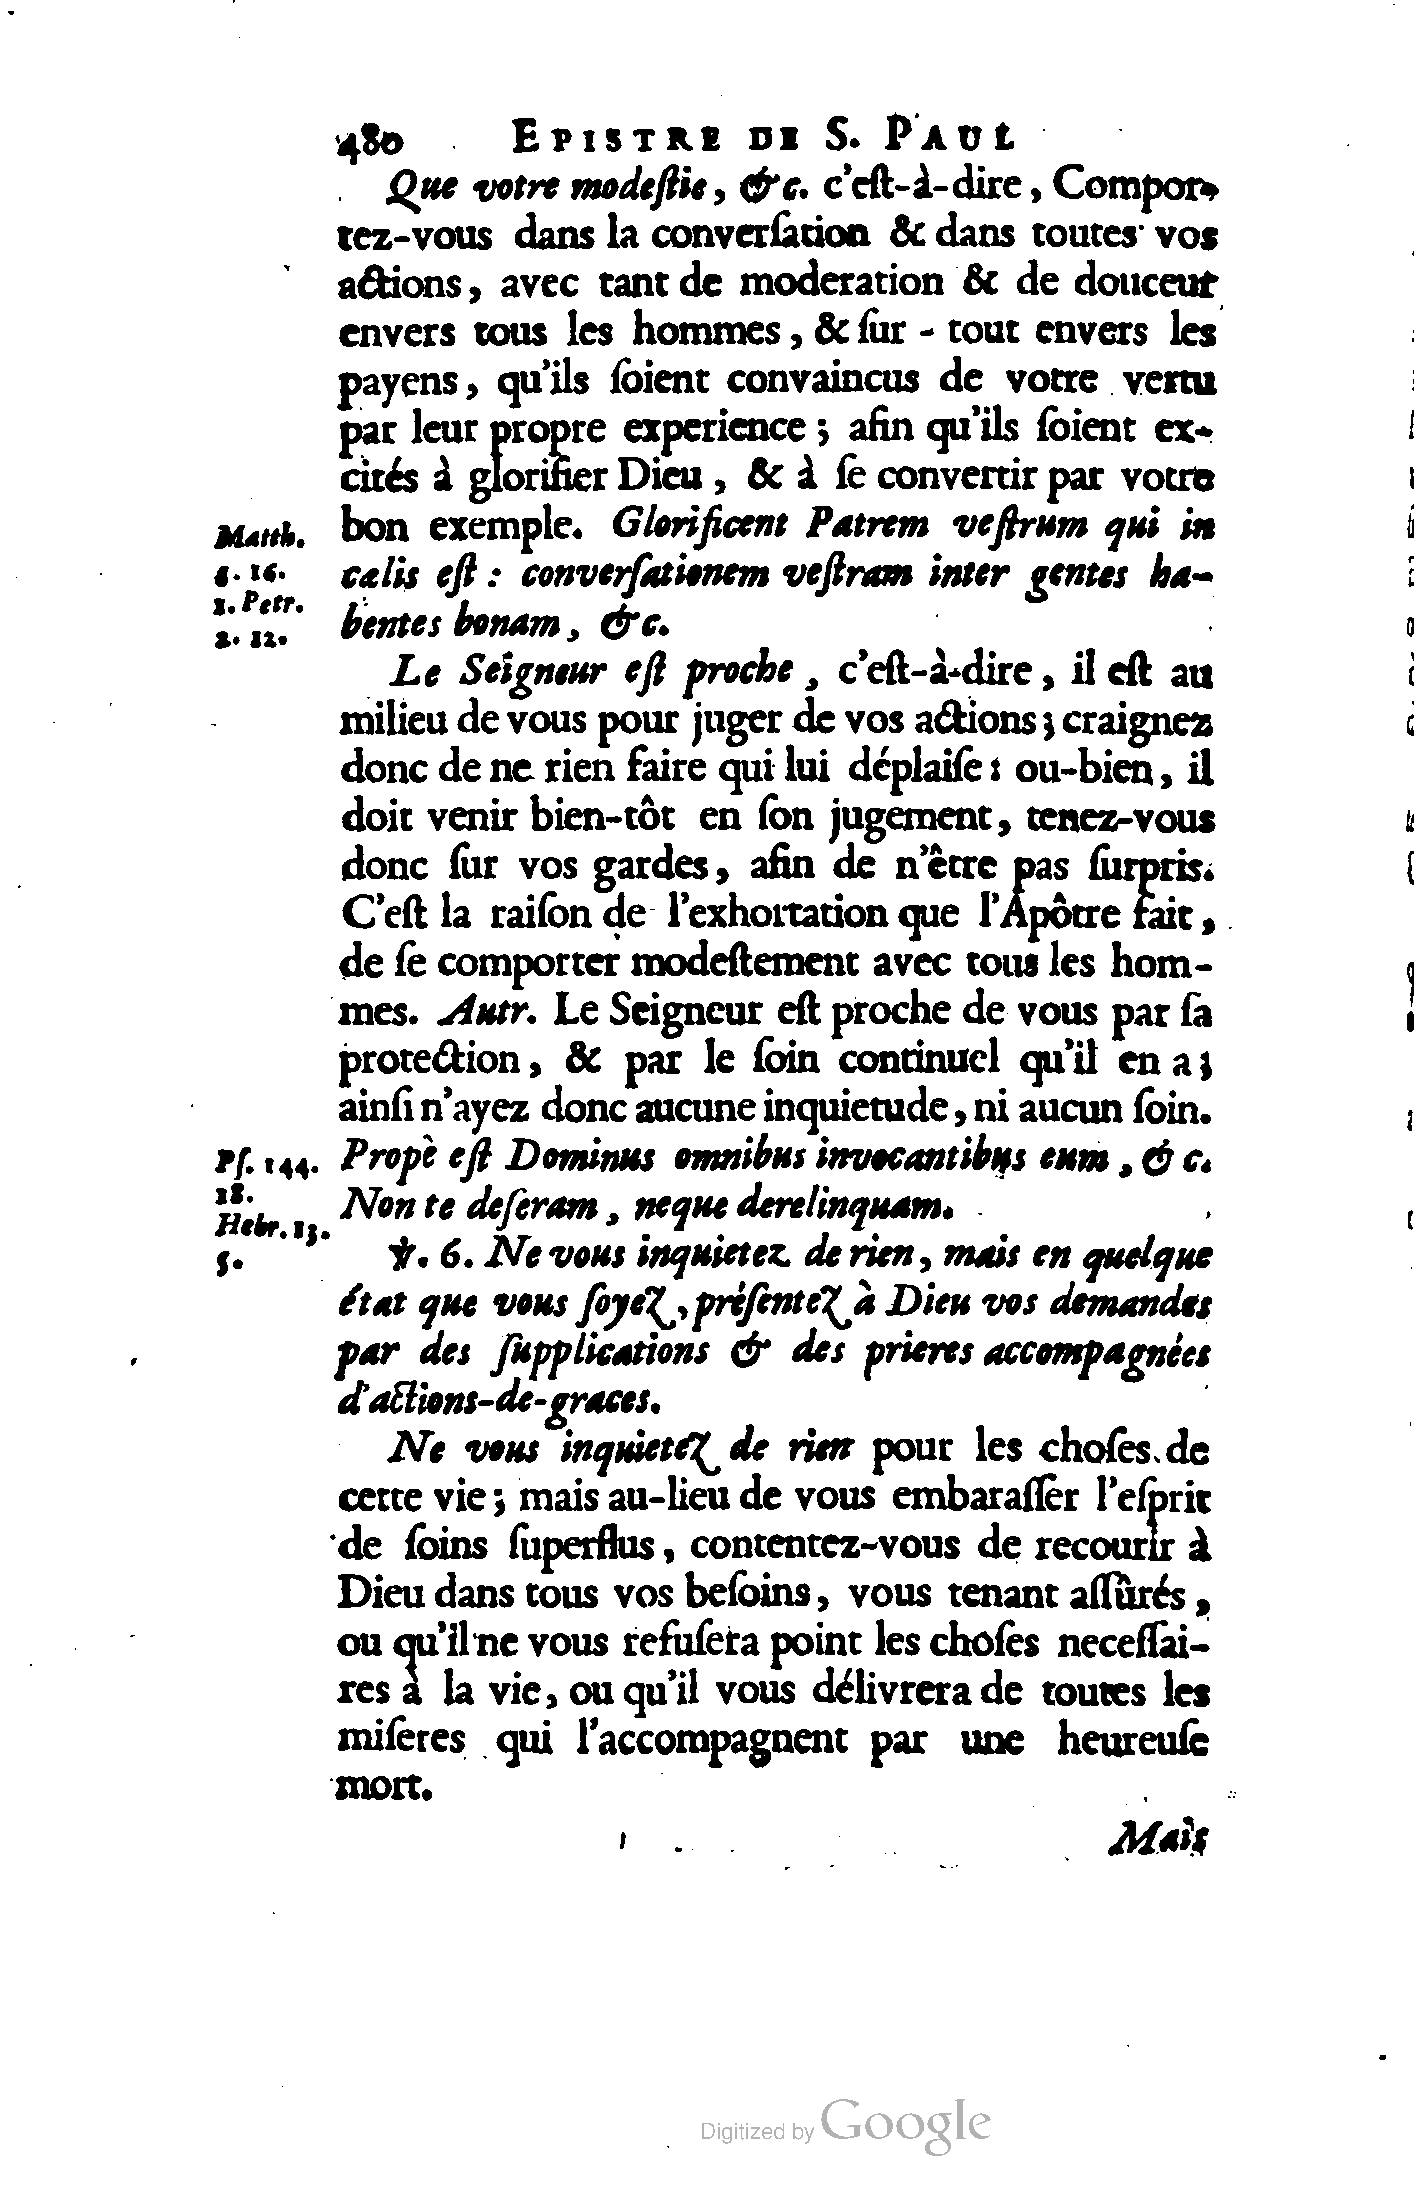 480 EPISTRE DE S. PAUL
Que votre modeſtie, &c. c'eſt-à-dire, Compor-
tez-vous dans la converſation & dans toutes vos
actions, avec tant de moderation & de douceur
envers tous les hommes, & ſur-tout envers les
payens, qu'ils ſoient convaincus de votre vertu
par leur propre experience; afin qu'ils ſoient ex-
cités à glorifier Dieu, & à ſe convertir par votre
bon exemple. Glorificent Patrem veſtrum qui in
cælis eſt: converſationem veſtram inter gentes ha-
bentes bonam, &c.
Matth.
5. 16.
1. Petr.
2. 12.
Le Seigneur eſt proche, c'eſt-à-dire, il eſt au
milieu de vous pour juger de vos actions; craignez
donc de ne rien faire qui lui déplaiſe: ou-bien, il
doit venir bien-tôt en ſon jugement, tenez-vous
donc ſur vos gardes, afin de n'être pas ſurpris.
C'eſt la raiſon de l'exhortation que l'Apôtre fait,
de ſe comporter modeſtement avec tous les hom-
mes. Autr. Le Seigneur eſt proche de vous par ſa
protection, & par le ſoin continuel qu'il en a;
ainſi n'ayez donc aucune inquietude, ni aucun ſoin.
Propè eſt Dominus omnibus invocantibus eum, & c.
Non te deſeram, neque derelinquam.
Pſ. 144.
18.
Hebr. 13.
5.
℣. 6. Ne vous inquietez de rien, mais en quelque
état que vous ſoyez, préſentez à Dieu vos demandes
par des ſupplications & des prieres accompagnées
d'actions-de-graces.
Ne vous inquietez de rien pour les choſes de
cette vie; mais au-lieu de vous embaraſſer l'eſprit
de ſoins ſuperflus, contentez-vous de recourir à
Dieu dans tous vos beſoins, vous tenant aſſûrés,
ou qu'il ne vous refuſera point les choſes neceſſai-
res à la vie, ou qu'il vous délivrera de toutes les
miſeres qui l'accompagnent par une heureuſe
mort.
Mais
Digitized by Google